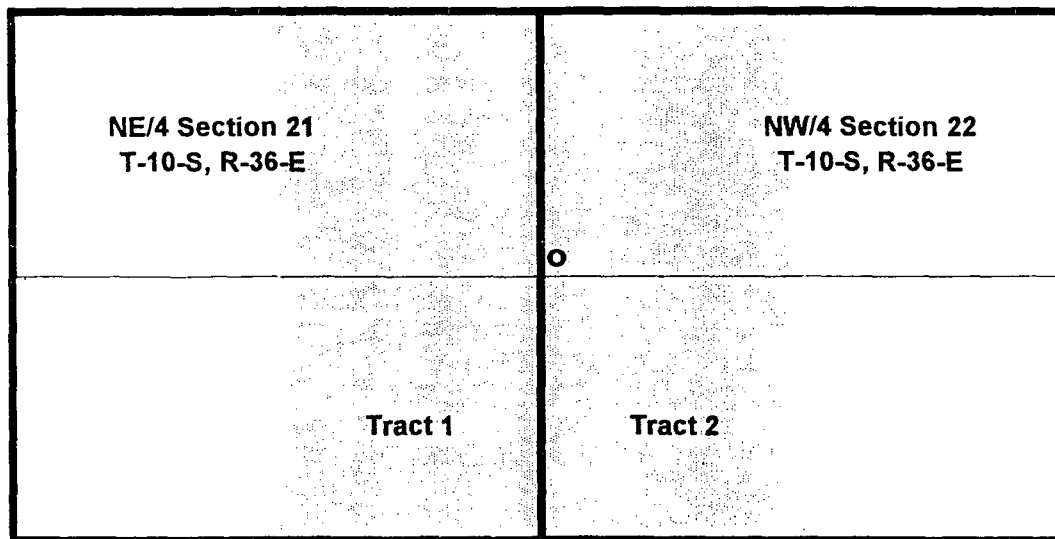 NE/4 Section 21
T-10-S, R-36-E
NW/4 Section 22
T-10-S, R-36-E
O
Tract 1
Tract 2